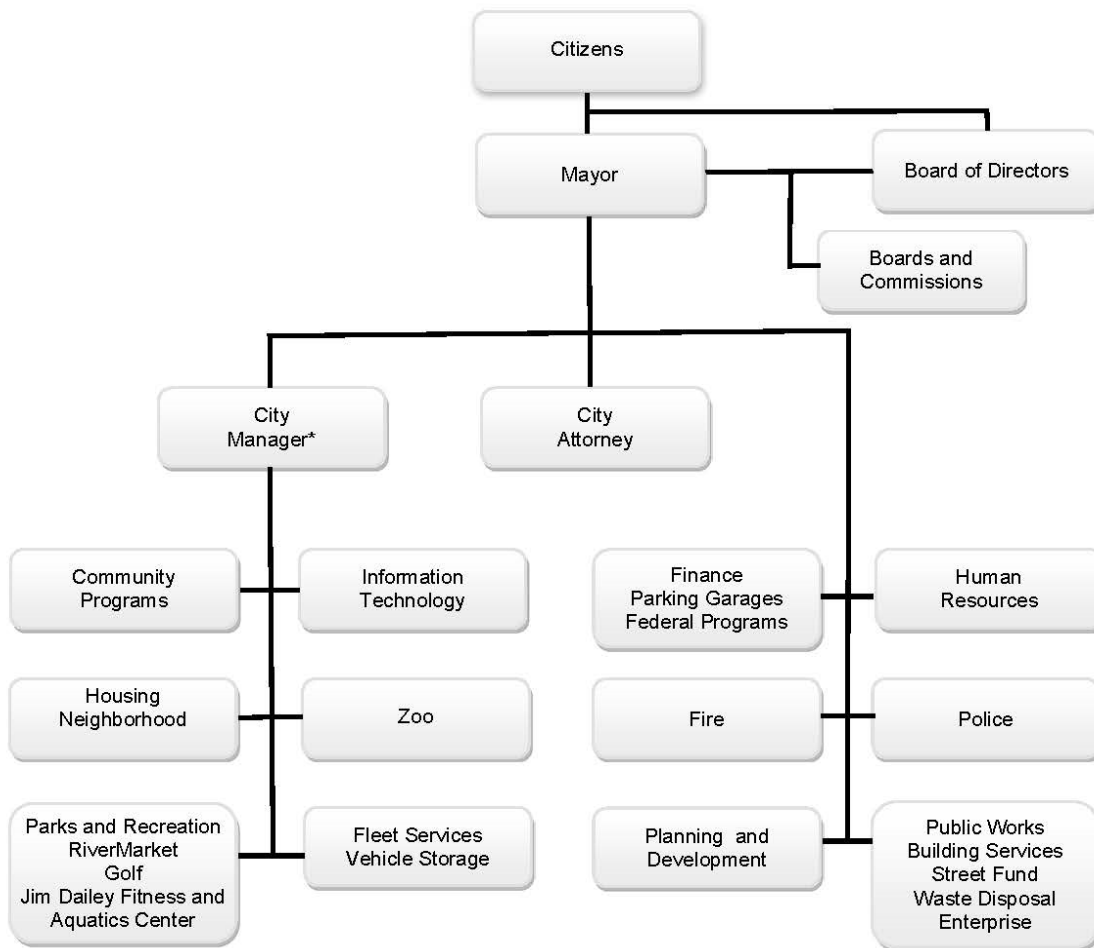 Citizens
Mayor
Board of Directors
Boards and
Commissions
City
Manager*
City
Attorney
Community
Programs
Information
Technology
Finance
Parking Garages
Federal Programs
Human
Resources
Housing
Neighborhood
Zoo
Fire
Police
Parks and Recreation
RiverMarket
Golf
Jim Dailey Fitness and
Aquatics Center
Fleet Services
Vehicle Storage
Planning and
Development
Public Works
Building Services
Street Fund
Waste Disposal
Enterprise